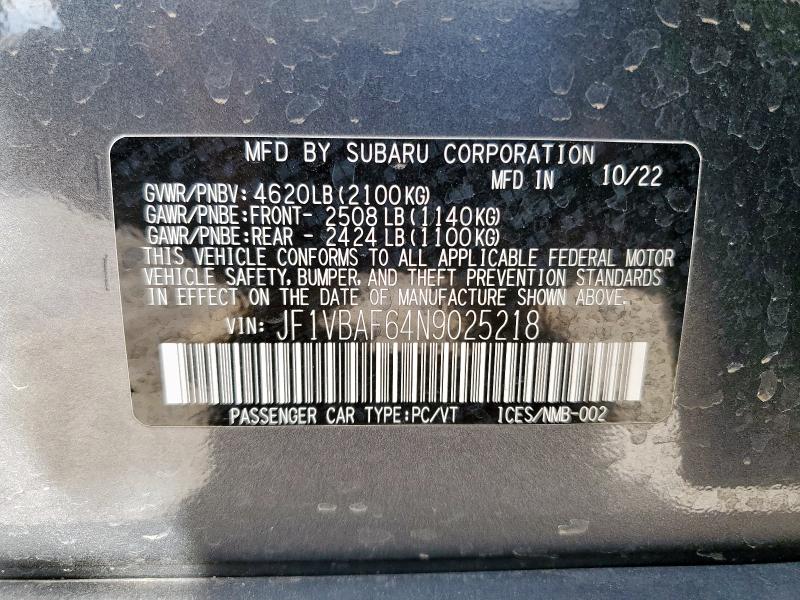 MFD BY SUBARU CORPORATION
MFD IN 10/22
GVWR/PNBV: 4620LB (2100KG)
GAWR/PNBE:FRONT- 2508 LB (1140KG)
GAWR/PNBE:REAR - 2424 LB (1100KG)
THIS VEHICLE CONFORMS TO ALL APPLICABLE FEDERAL MOTOR
VEHICLE SAFETY, BUMPER, AND THEFT PREVENTION STANDARDS
IN EFFECT ON THE DATE OF MANUFACTURE SHOWN ABOVE.
VIN: JF1VBAF64N9025218
PASSENGER CAR TYPE:PC/VT ICES/NMB-002